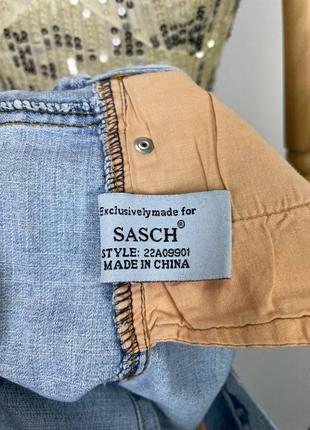 Exclusivelymade for
SASCH®
STYLE: 22A09901
MADE IN CHINA